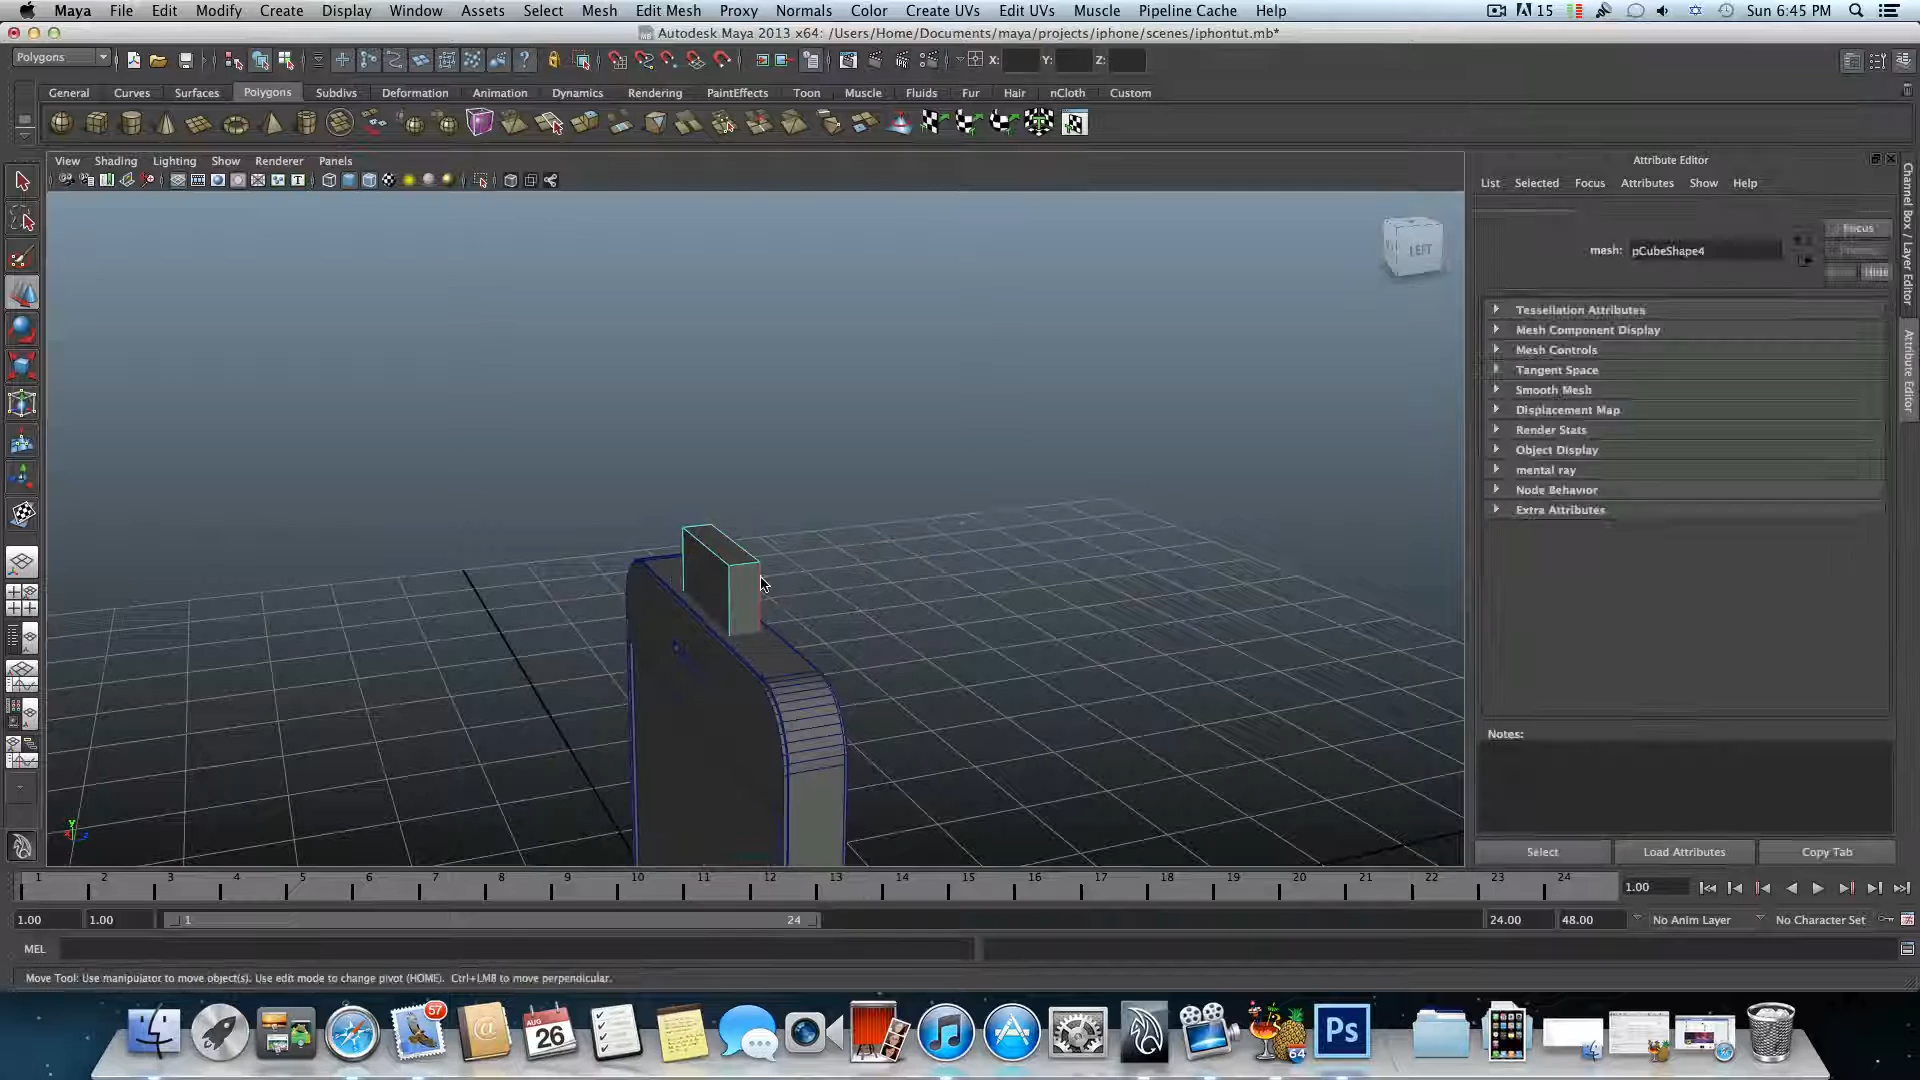 Maya File Edit Modify Create Display Window Assets Select Mesh Edit Mesh Proxy Normals Color Create UVs Edit UVs Muscle Pipeline Cache Help 15 Sun 6:45 PM
Autodesk Maya 2013 x64: /Users/Home/Documents/maya/projects/iphone/scenes/iphontut.mb*
Polygons X: Y: Z:
General Curves Surfaces Polygons Subdivs Deformation Animation Dynamics Rendering PaintEffects Toon Muscle Fluids Fur Hair nCloth Custom
View Shading Lighting Show Renderer Panels
Attribute Editor
List Selected Focus Attributes Show Help
Focus
mesh: pCubeShape4
LEFT
Tessellation Attributes
Mesh Component Display
Mesh Controls
Tangent Space
Smooth Mesh
Displacement Map
Render Stats
Object Display
mental ray
Node Behavior
Extra Attributes
Notes:
Select Load Attributes Copy Tab
Channel Box / Layer Editor
Attribute Editor
1 2 3 4 5 6 7 8 9 10 11 12 13 14 15 16 17 18 19 20 21 22 23 24 1.00
1.00 1.00 1 24 24.00 48.00 No Anim Layer No Character Set
MEL
Move Tool: Use manipulator to move object(s). Use edit mode to change pivot (HOME). Ctrl+LMB to move perpendicular.
57
AUG
26
64
Ps